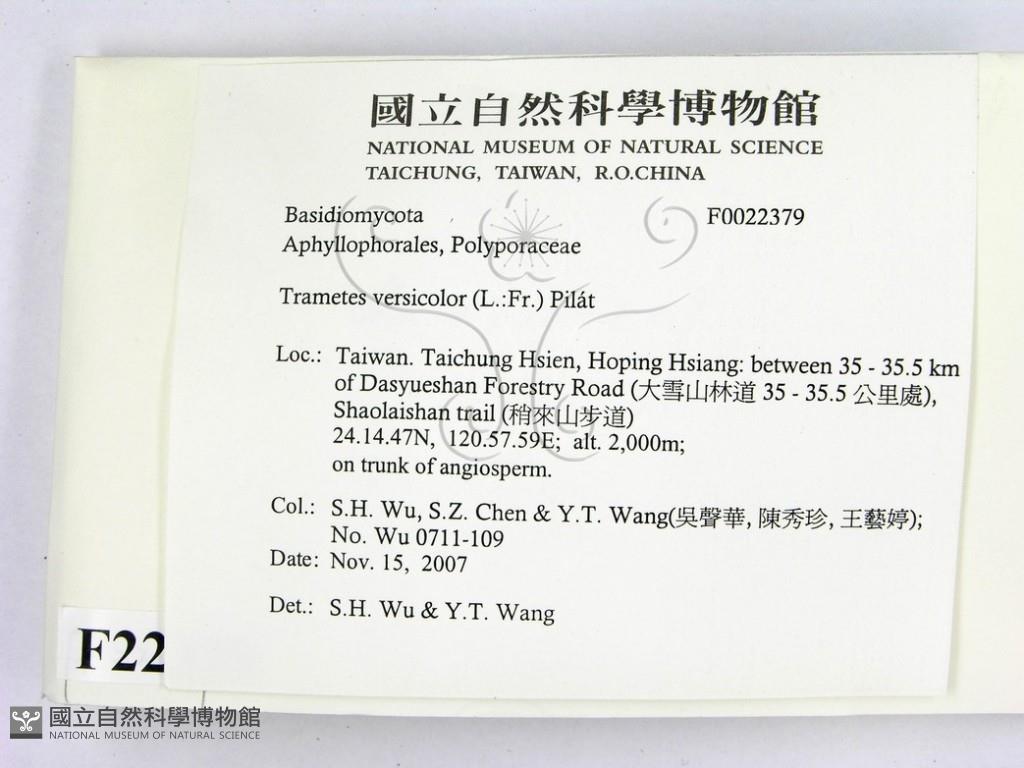 國立自然科學博物館
NATIONAL MUSEUM OF NATURAL SCIENCE
TAICHUNG, TAIWAN, R.O.CHINA
Basidiomycota F0022379
Aphyllophorales, Polyporaceae
Trametes versicolor (L.:Fr.) Pilát
Loc.: Taiwan. Taichung Hsien, Hoping Hsiang: between 35 - 35.5 km
of Dasyueshan Forestry Road (大雪山林道 35 - 35.5 公里處),
Shaolaishan trail (稍來山步道)
24.14.47N, 120.57.59E; alt. 2,000m;
on trunk of angiosperm.
Col.: S.H. Wu, S.Z. Chen & Y.T. Wang(吳聲華, 陳秀珍, 王藝婷);
No. Wu 0711-109
Date: Nov. 15, 2007
Det.: S.H. Wu & Y.T. Wang
F22
國立自然科學博物館
NATIONAL MUSEUM OF NATURAL SCIENCE